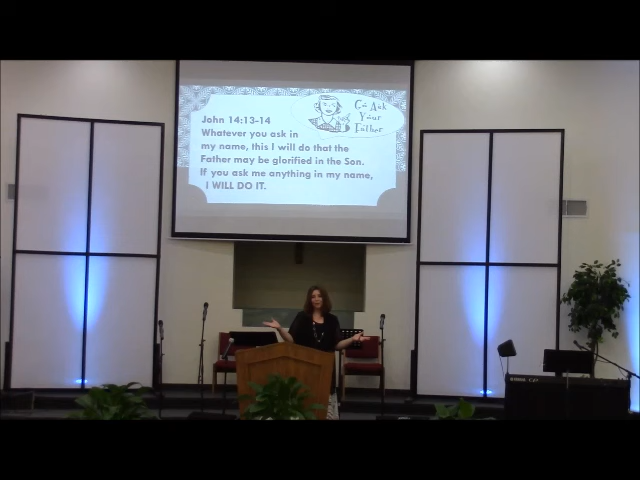 Go Ask
Your
Father
John 14:13-14
Whatever you ask in
my name, this I will do that the
Father may be glorified in the Son.
If you ask me anything in my name,
I WILL DO IT.